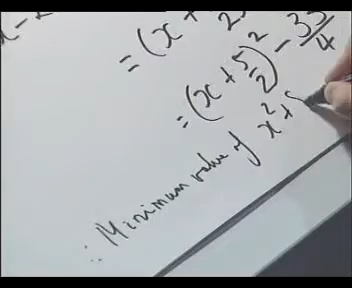 = (x +
= (x + 5/2)² - 33/4
∴ Minimum value of x² +